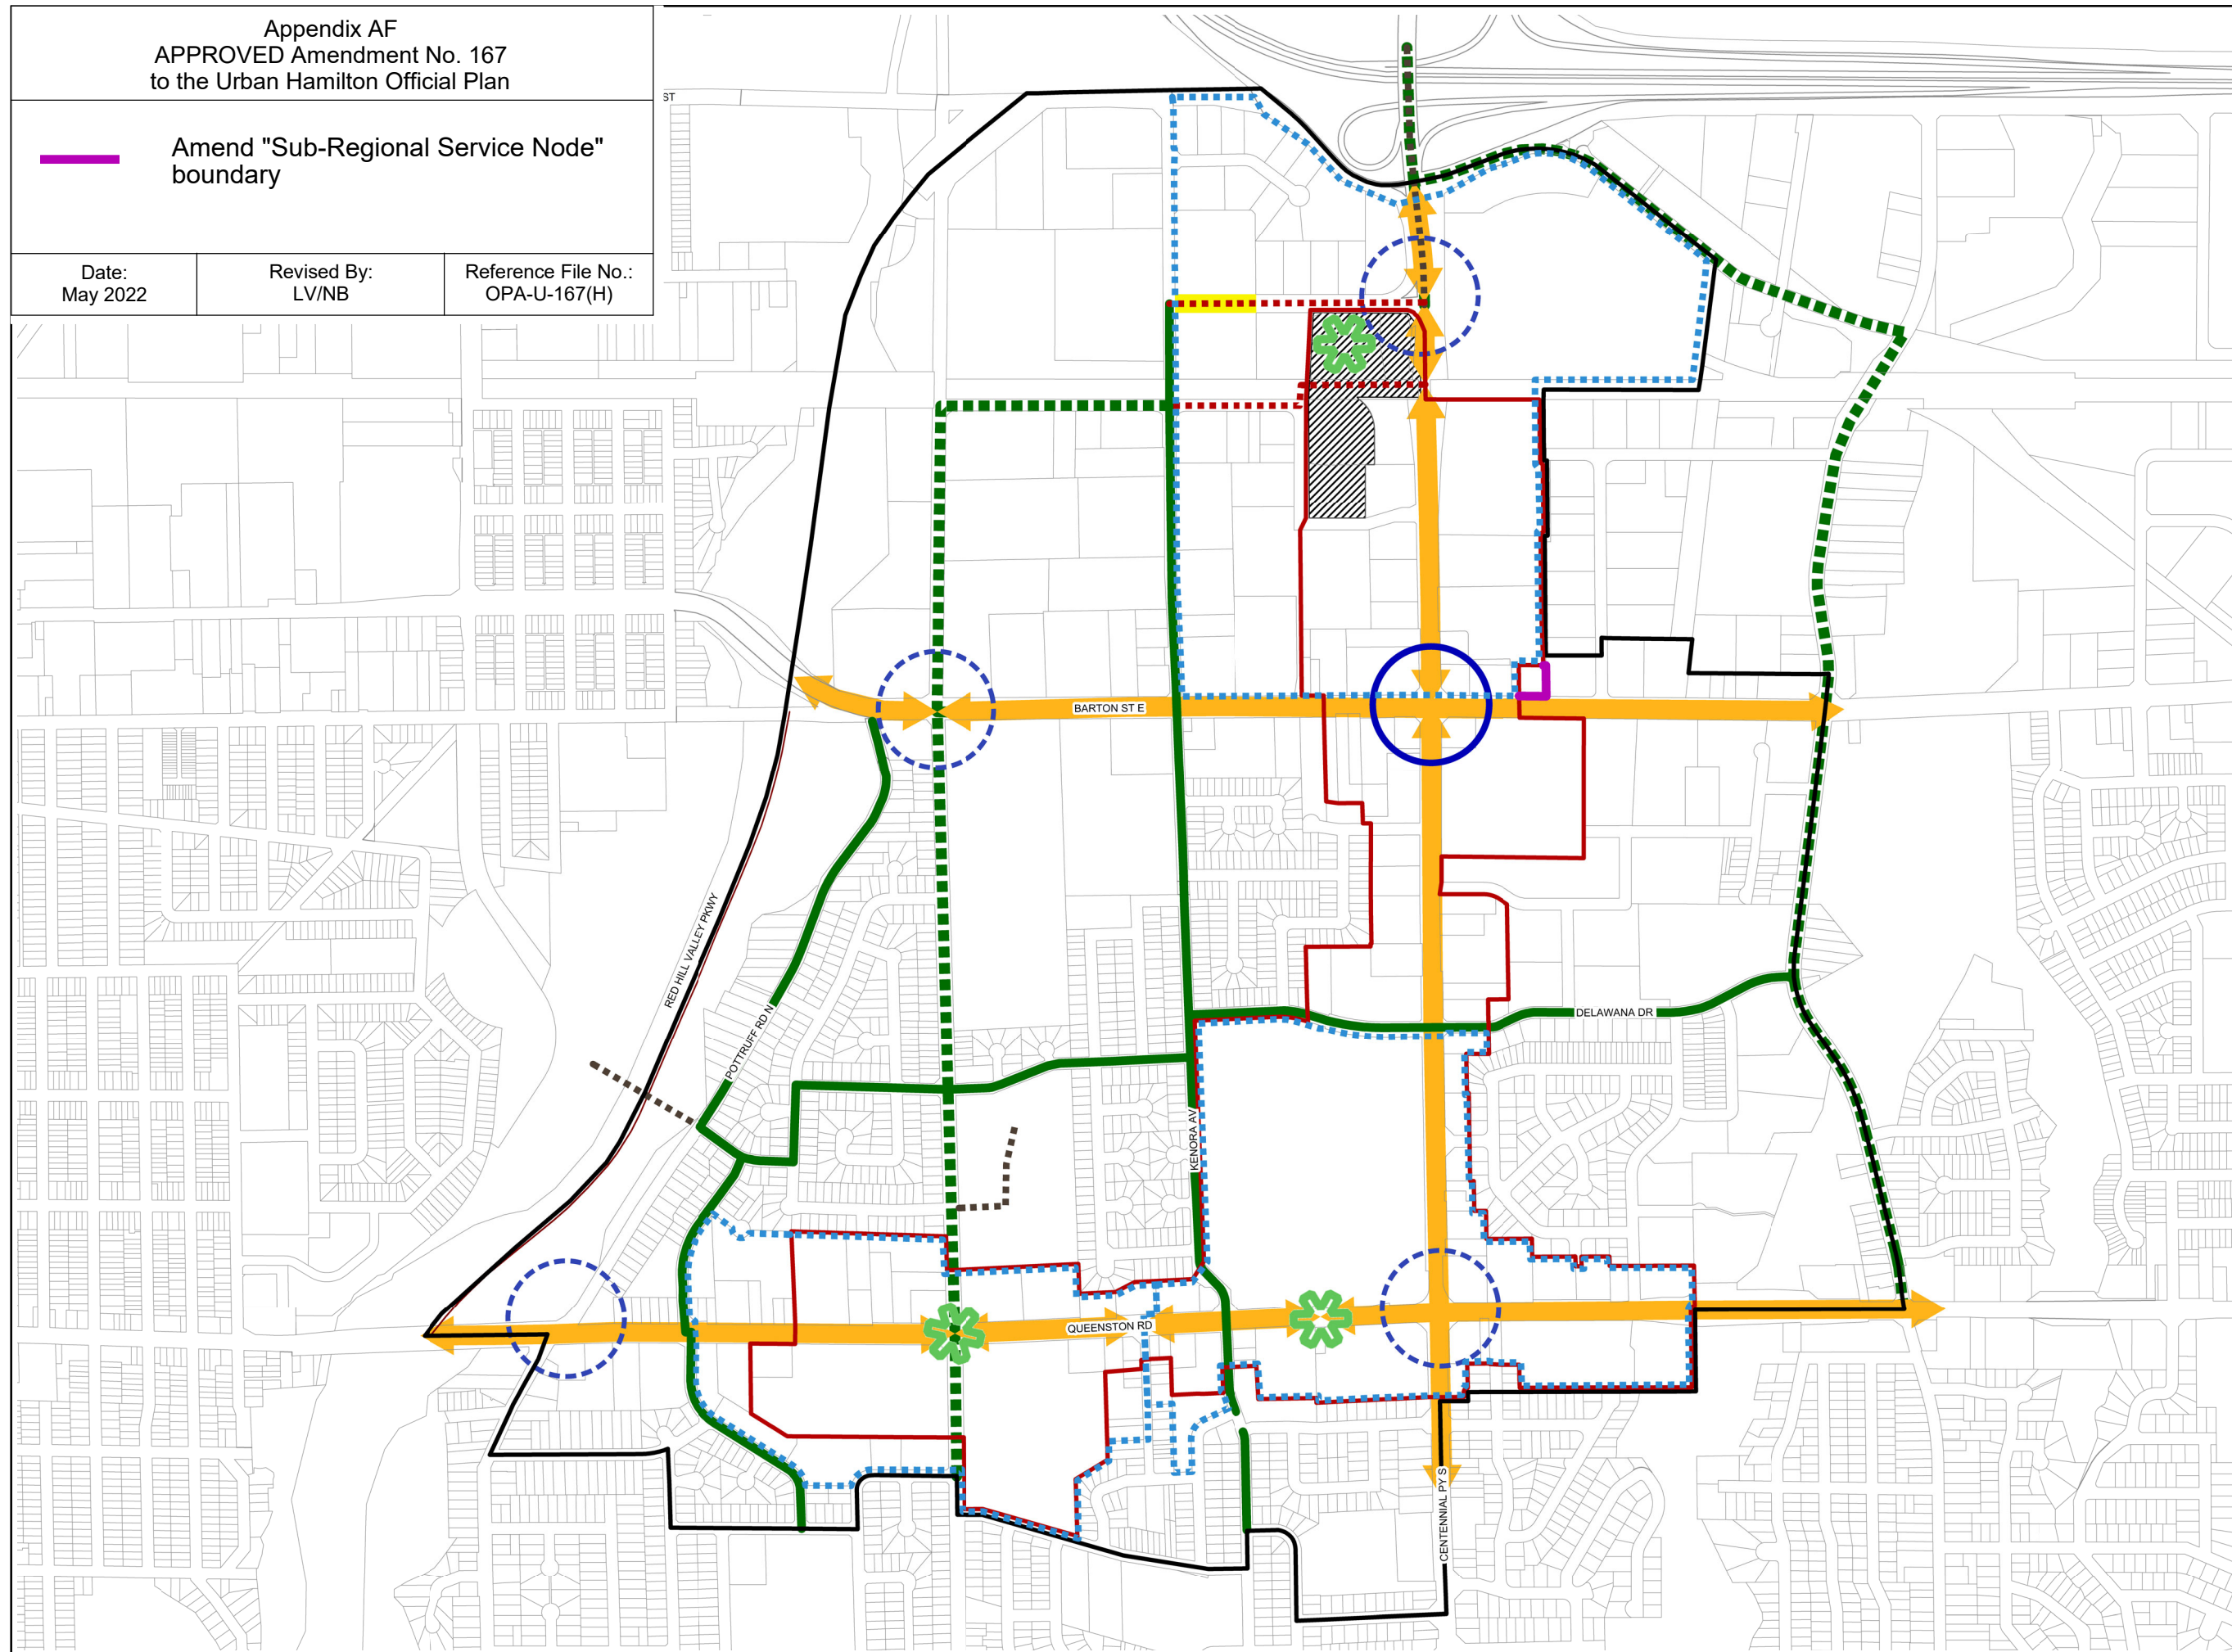 Appendix AF
APPROVED Amendment No. 167
to the Urban Hamilton Official Plan
Amend "Sub-Regional Service Node"
boundary
Date:
May 2022
Revised By:
LV/NB
Reference File No.:
OPA-U-167(H)
ST
BARTON ST E
RED HILL VALLEY PKWY
POTTRUFF RD N
DELAWANA DR
KENORA AV
QUEENSTON RD
CENTENNIAL PY S